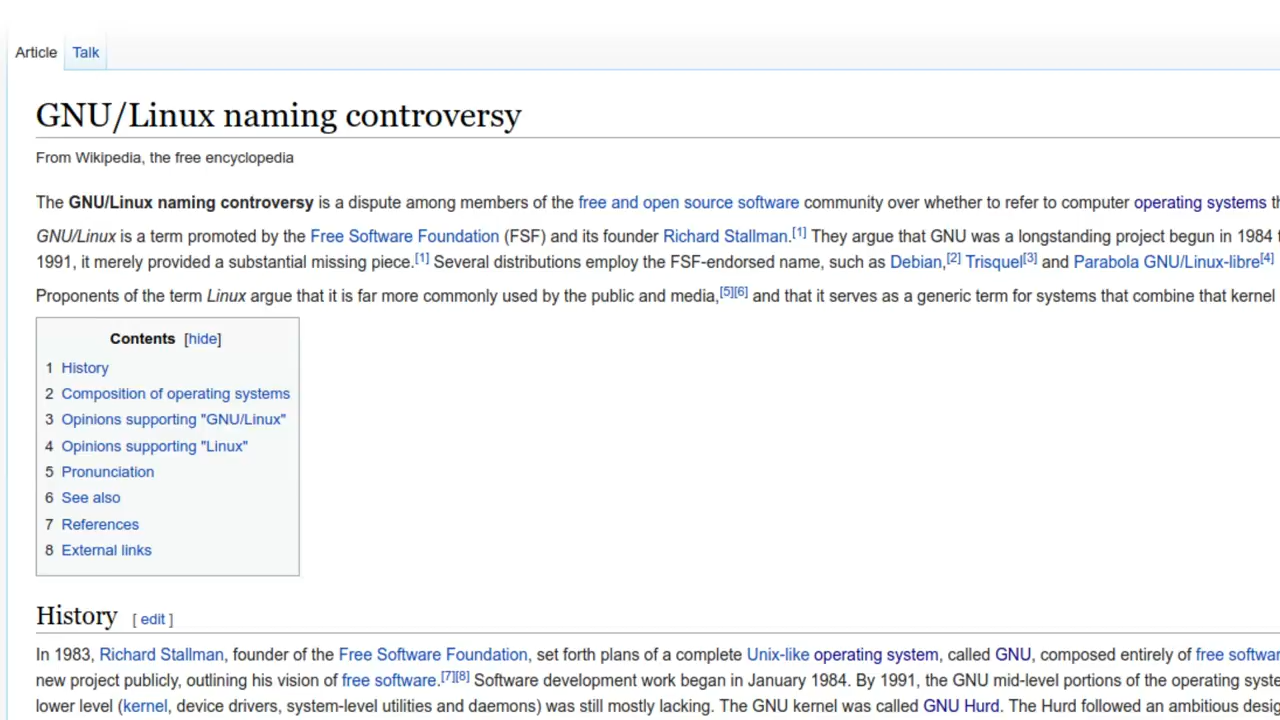 Article Talk
GNU/Linux naming controversy
From Wikipedia, the free encyclopedia
The GNU/Linux naming controversy is a dispute among members of the free and open source software community over whether to refer to computer operating systems th
GNU/Linux is a term promoted by the Free Software Foundation (FSF) and its founder Richard Stallman.[1] They argue that GNU was a longstanding project begun in 1984
1991, it merely provided a substantial missing piece.[1] Several distributions employ the FSF-endorsed name, such as Debian,[2] Trisquel[3] and Parabola GNU/Linux-libre[4]
Proponents of the term Linux argue that it is far more commonly used by the public and media,[5][6] and that it serves as a generic term for systems that combine that kernel
Contents [hide]
1 History
2 Composition of operating systems
3 Opinions supporting "GNU/Linux"
4 Opinions supporting "Linux"
5 Pronunciation
6 See also
7 References
8 External links
History [ edit ]
In 1983, Richard Stallman, founder of the Free Software Foundation, set forth plans of a complete Unix-like operating system, called GNU, composed entirely of free softwar
new project publicly, outlining his vision of free software.[7][8] Software development work began in January 1984. By 1991, the GNU mid-level portions of the operating syste
lower level (kernel, device drivers, system-level utilities and daemons) was still mostly lacking. The GNU kernel was called GNU Hurd. The Hurd followed an ambitious desig